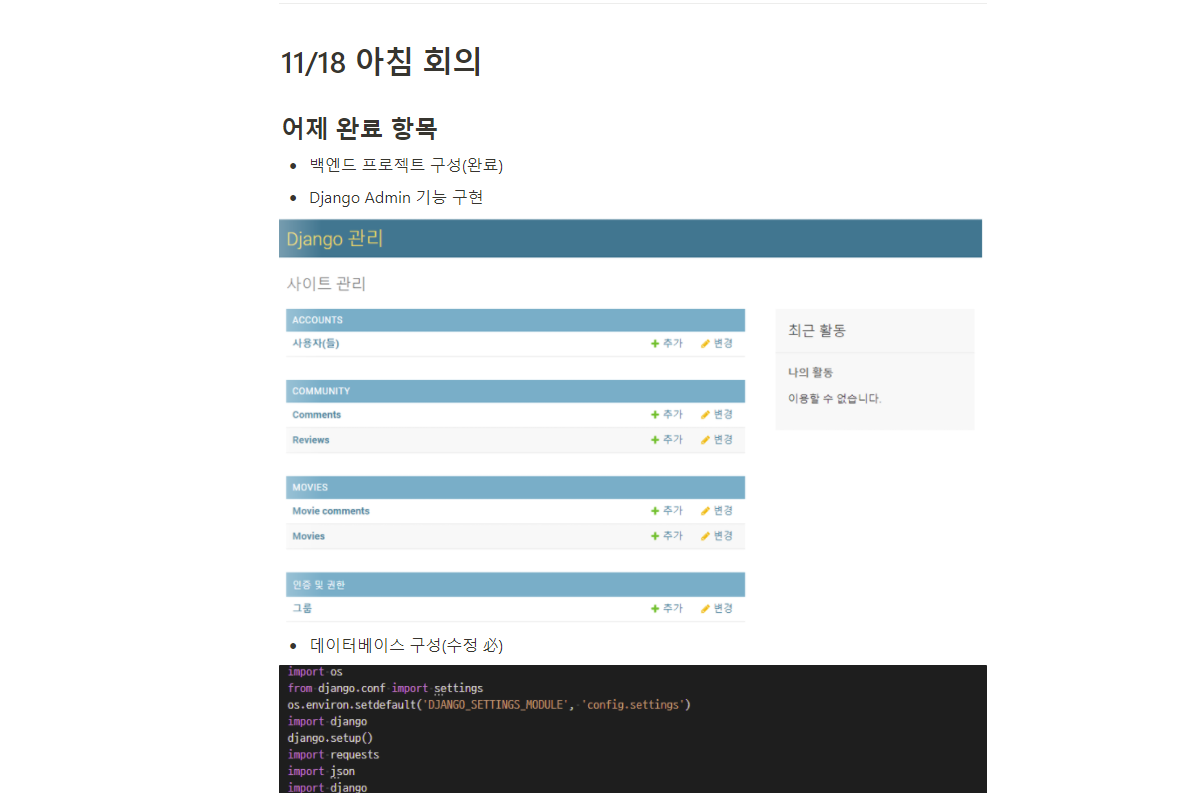 11/18 아침 회의
어제 완료 항목
백엔드 프로젝트 구성(완료)
Django Admin 기능 구현
Django 관리
사이트 관리
ACCOUNTS
사용자(들) 추가 변경
COMMUNITY
Comments 추가 변경
Reviews 추가 변경
MOVIES
Movie comments 추가 변경
Movies 추가 변경
인증 및 권한
그룹 추가 변경
최근 활동
나의 활동
이용할 수 없습니다.
데이터베이스 구성(수정 必)
import os
from django.conf import settings
os.environ.setdefault('DJANGO_SETTINGS_MODULE', 'config.settings')
import django
django.setup()
import requests
import json
import django